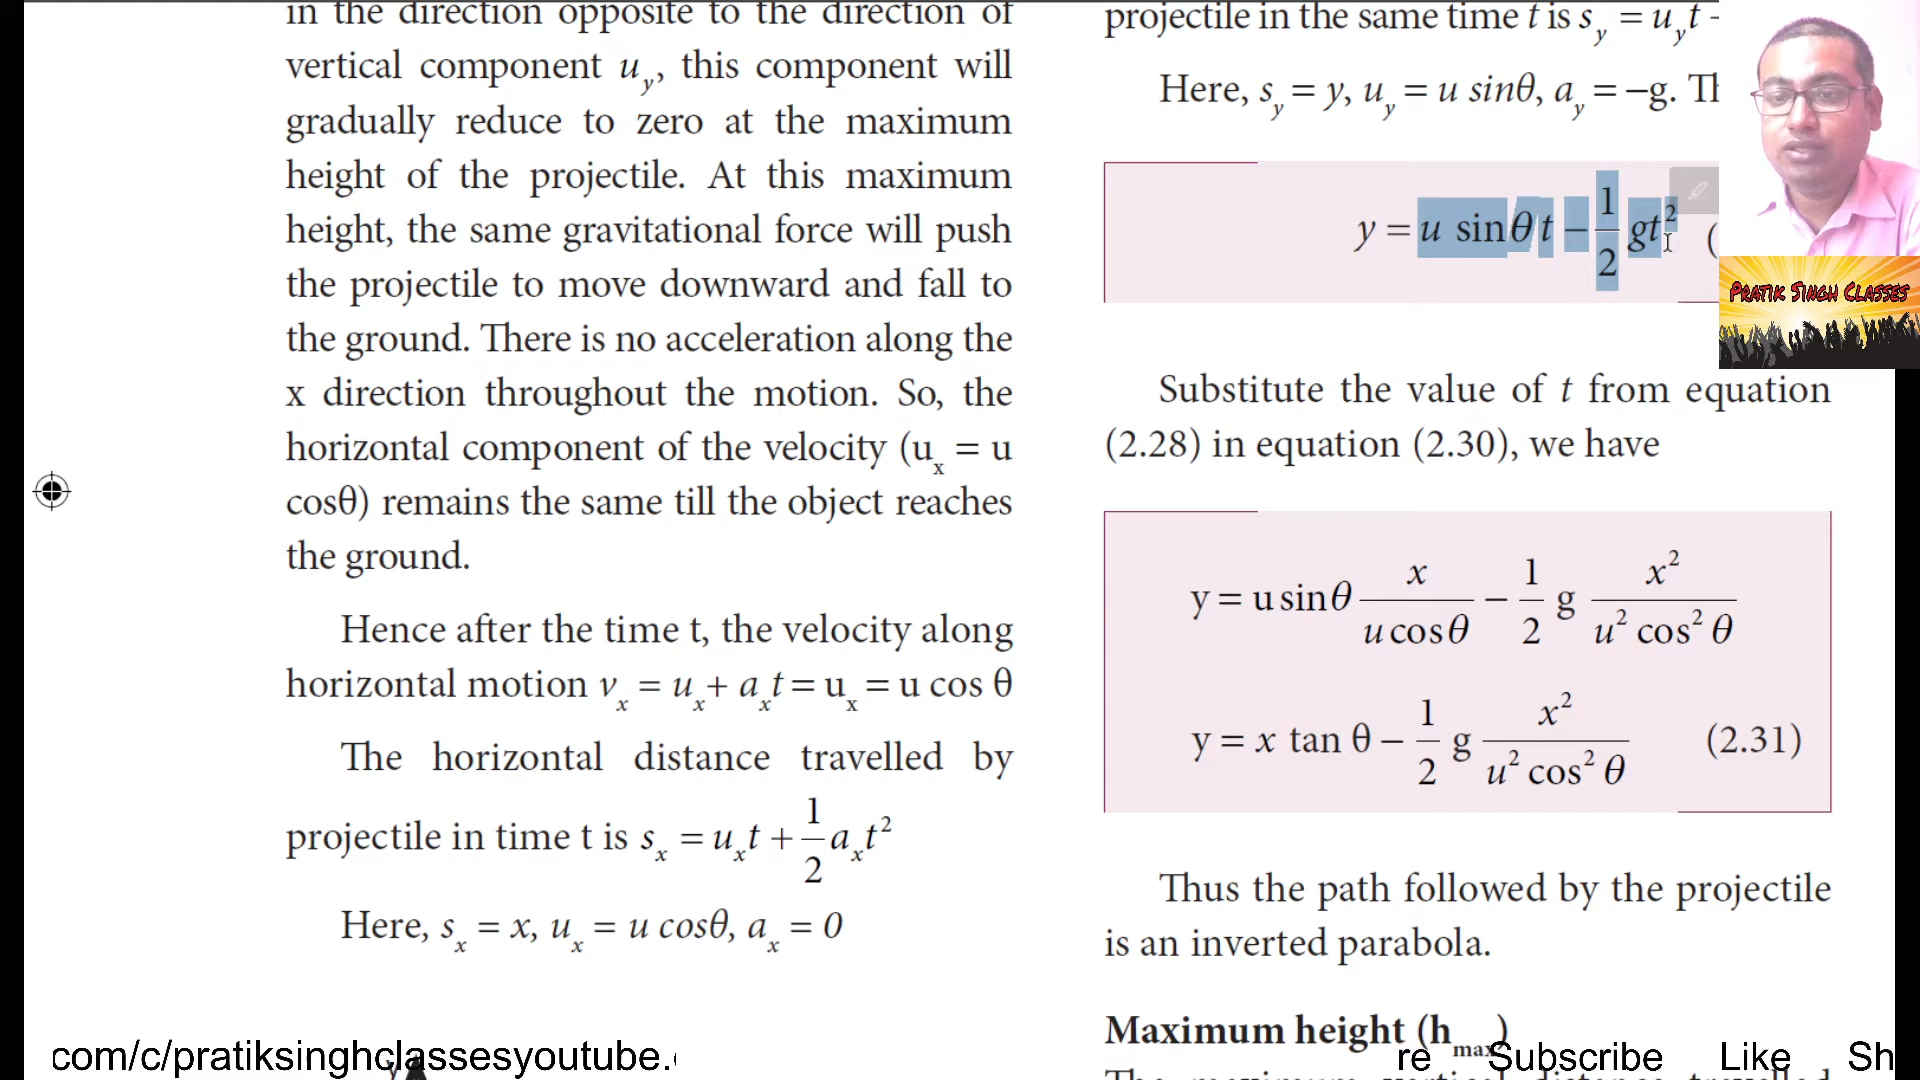 in the direction opposite to the direction of
vertical component u_y, this component will
gradually reduce to zero at the maximum
height of the projectile. At this maximum
height, the same gravitational force will push
the projectile to move downward and fall to
the ground. There is no acceleration along the
x direction throughout the motion. So, the
horizontal component of the velocity (u_x = u
cosθ) remains the same till the object reaches
the ground.
Hence after the time t, the velocity along
horizontal motion v_x = u_x + a_x t = u_x = u cos θ
The horizontal distance travelled by
projectile in time t is s_x = u_x t + 1/2 a_x t²
Here, s_x = x, u_x = u cosθ, a_x = 0
projectile in the same time t is s_y = u_y t -
Here, s_y = y, u_y = u sinθ, a_y = –g. Th
y = u sinθ t − 1/2 gt² (
Substitute the value of t from equation
(2.28) in equation (2.30), we have
y = u sinθ x/(u cosθ) − 1/2 g x²/(u² cos² θ)
y = x tan θ − 1/2 g x²/(u² cos² θ) (2.31)
Thus the path followed by the projectile
is an inverted parabola.
Maximum height (h_max)
PRATIK SINGH CLASSES
com/c/pratiksinghclassesyoutube.
re Subscribe Like Sh